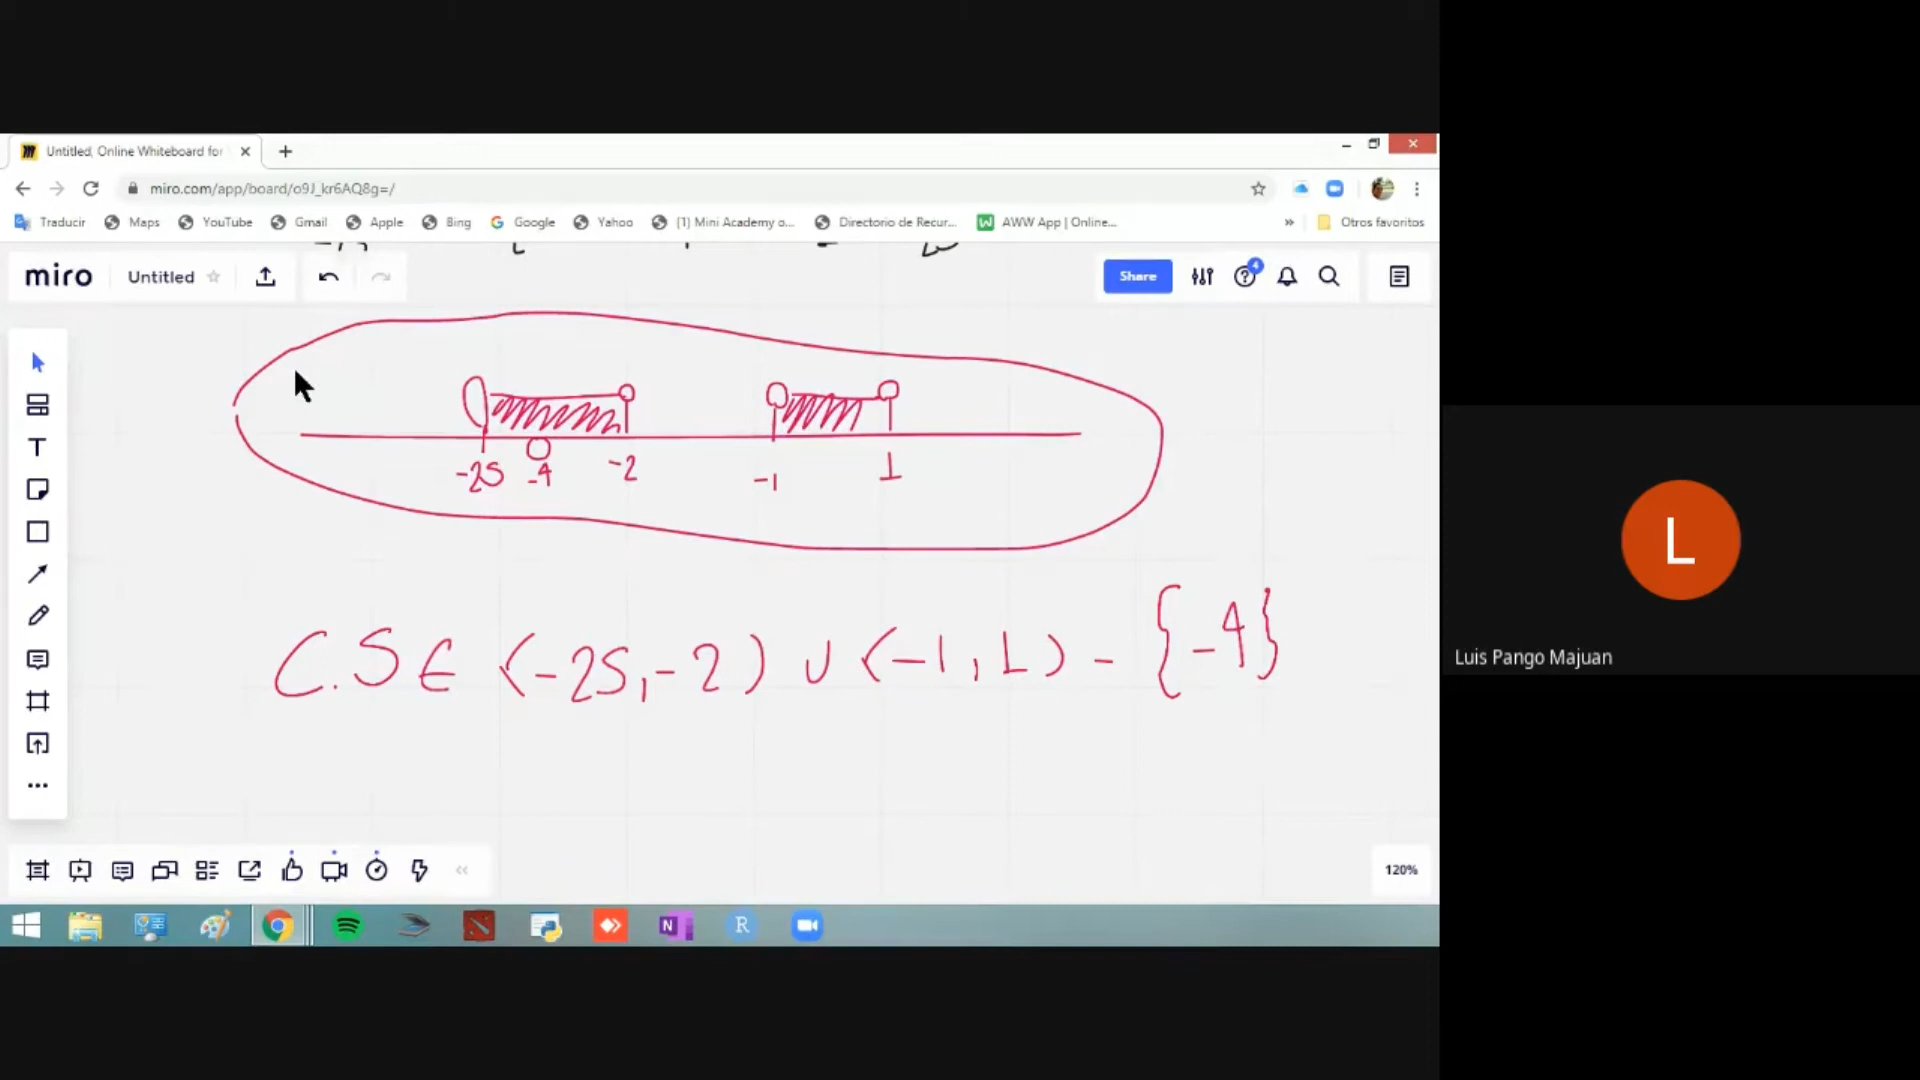 Untitled, Online Whiteboard for
miro.com/app/board/o9J_kr6AQ8g=/
Traducir Maps YouTube Gmail Apple Bing Google Yahoo (1) Mini Academy o... Directorio de Recur... AWW App | Online... » Otros favoritos
miro Untitled Share 4
-25 -4 -2 -1 1
C.S ∈ (-25,-2) ∪ (-1,1) - {-4}
L
Luis Pango Majuan
120%